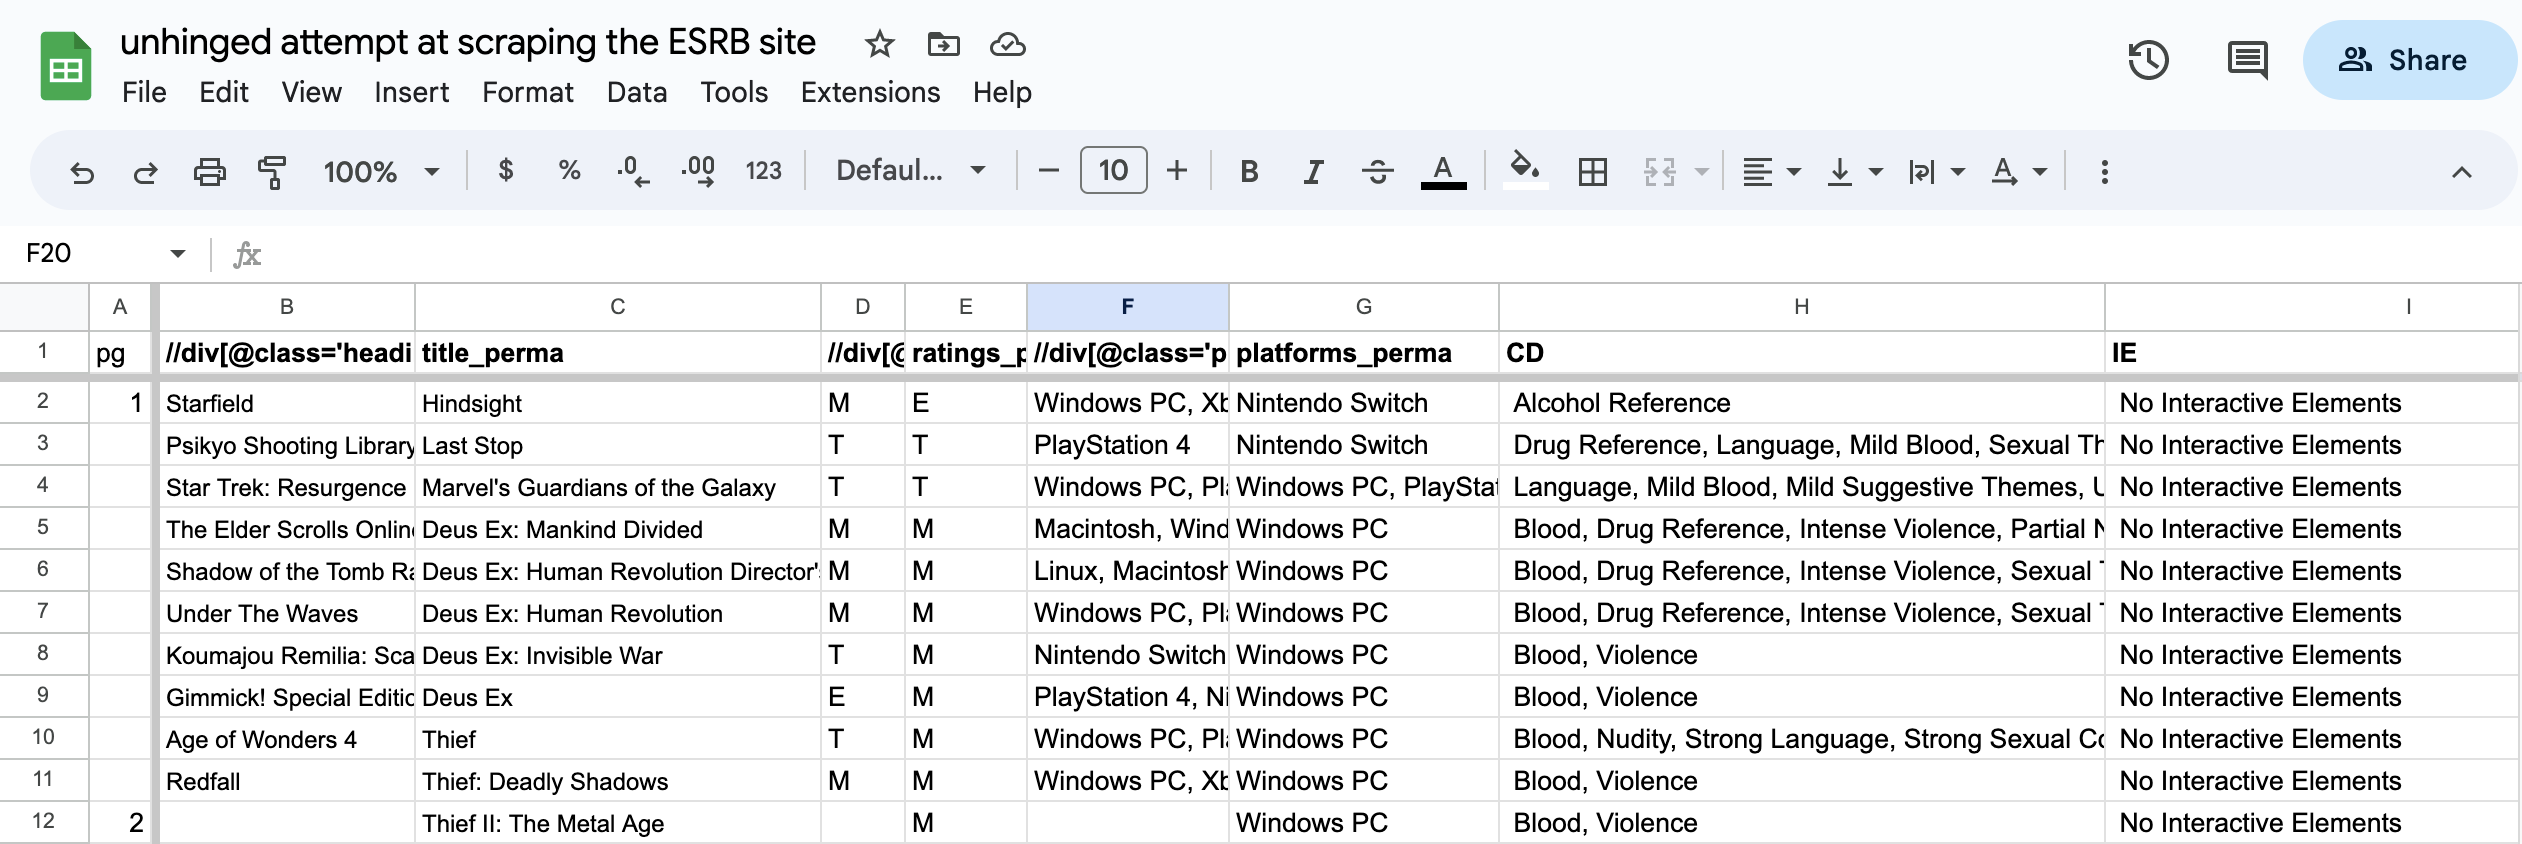 unhinged attempt at scraping the ESRB site
File Edit View Insert Format Data Tools Extensions Help
Share
100% $ % .0 .00 123 Defaul... 10 B I A A
F20 fx
A B C D E F G H I
1 pg //div[@class='headi title_perma //div[@ ratings_p //div[@class='p platforms_perma CD IE
2 1 Starfield Hindsight M E Windows PC, Xb Nintendo Switch Alcohol Reference No Interactive Elements
3 Psikyo Shooting Library Last Stop T T PlayStation 4 Nintendo Switch Drug Reference, Language, Mild Blood, Sexual Th No Interactive Elements
4 Star Trek: Resurgence Marvel's Guardians of the Galaxy T T Windows PC, Pla Windows PC, PlayStat Language, Mild Blood, Mild Suggestive Themes, U No Interactive Elements
5 The Elder Scrolls Online Deus Ex: Mankind Divided M M Macintosh, Wind Windows PC Blood, Drug Reference, Intense Violence, Partial N No Interactive Elements
6 Shadow of the Tomb Ra Deus Ex: Human Revolution Director's M M Linux, Macintosh Windows PC Blood, Drug Reference, Intense Violence, Sexual T No Interactive Elements
7 Under The Waves Deus Ex: Human Revolution M M Windows PC, Pla Windows PC Blood, Drug Reference, Intense Violence, Sexual T No Interactive Elements
8 Koumajou Remilia: Sca Deus Ex: Invisible War T M Nintendo Switch Windows PC Blood, Violence No Interactive Elements
9 Gimmick! Special Editio Deus Ex E M PlayStation 4, Ni Windows PC Blood, Violence No Interactive Elements
10 Age of Wonders 4 Thief T M Windows PC, Pla Windows PC Blood, Nudity, Strong Language, Strong Sexual Co No Interactive Elements
11 Redfall Thief: Deadly Shadows M M Windows PC, Xb Windows PC Blood, Violence No Interactive Elements
12 2 Thief II: The Metal Age M Windows PC Blood, Violence No Interactive Elements